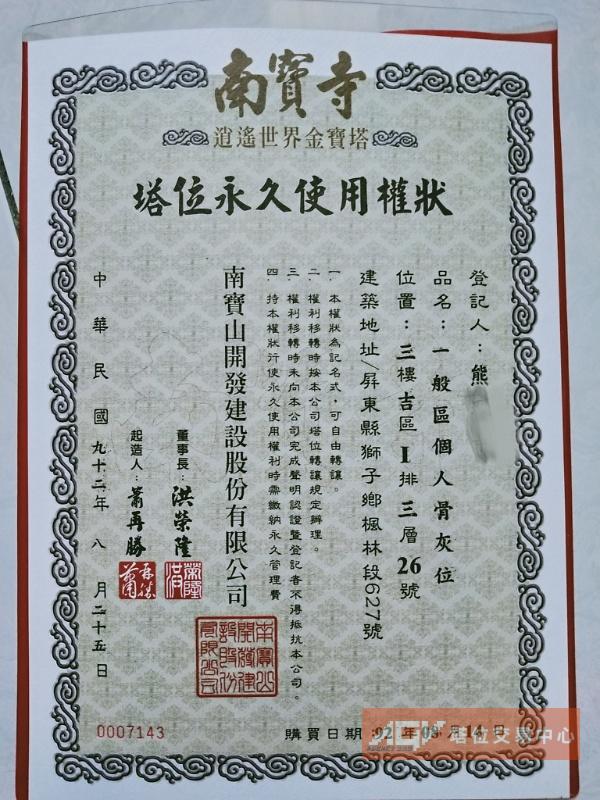 南寶寺
逍遙世界金寶塔
塔位永久使用權狀
登記人：熊
品名：一般區個人骨灰位
位置：三樓吉區I排三層26號
建築地址/屏東縣獅子鄉楓林段627號
一．本權狀為記名式，可自由轉讓。
二．權利移轉時按本公司塔位轉讓規定辦理。
三．權利移轉時未向本公司完成聲明認證暨登記者不得抵抗本公司。
四．持本權狀行使永久使用權利時需繳納永久管理費
南寶山開發建設股份有限公司
董事長：洪榮隆
起造人：蕭再勝
中華民國九十二年八月二十五日
0007143
購買日期：92年08月14日
塔位交易中心